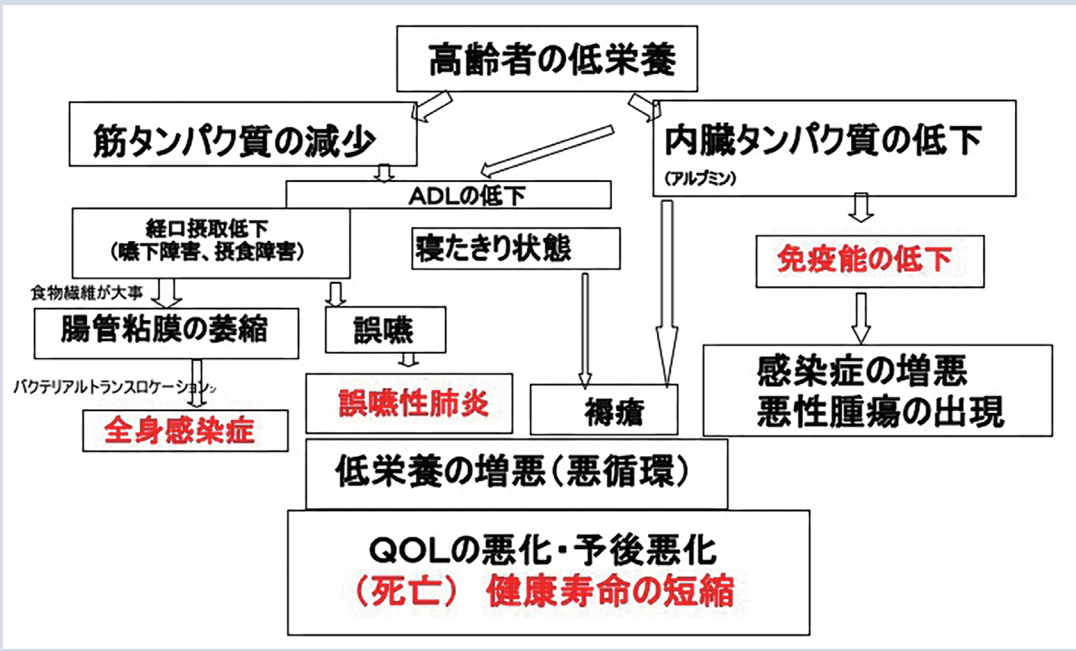 高齢者の低栄養
筋タンパク質の減少
内臓タンパク質の低下
(アルブミン)
ADLの低下
経口摂取低下
(嚥下障害、摂食障害)
寝たきり状態
免疫能の低下
食物繊維が大事
腸管粘膜の萎縮
誤嚥
感染症の増悪
悪性腫瘍の出現
バクテリアルトランスロケーション
全身感染症
誤嚥性肺炎
褥瘡
低栄養の増悪(悪循環)
QOLの悪化・予後悪化
(死亡) 健康寿命の短縮